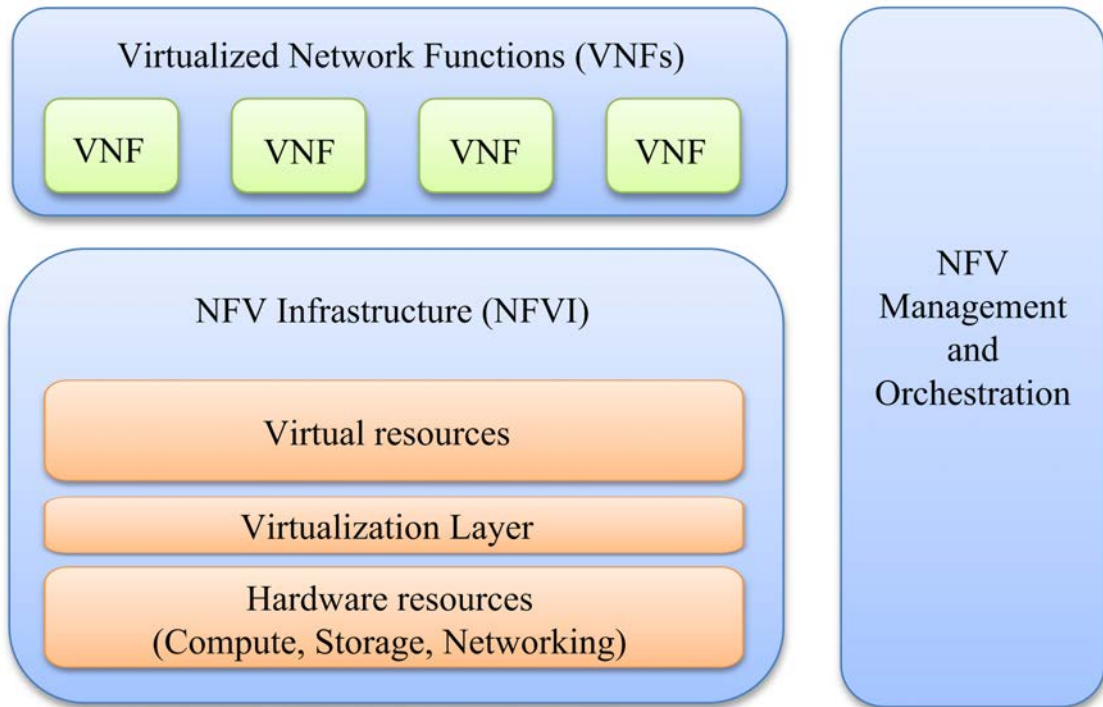 Virtualized Network Functions (VNFs)
VNF VNF VNF VNF
NFV Infrastructure (NFVI)
Virtual resources
Virtualization Layer
Hardware resources
(Compute, Storage, Networking)
NFV
Management
and
Orchestration